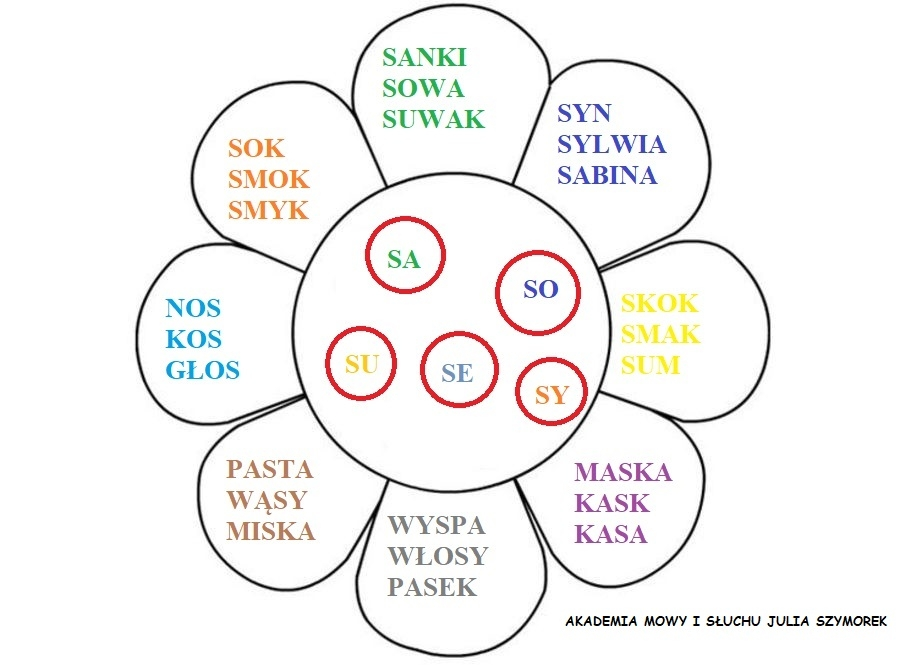 SANKI
SOWA
SUWAK
SYN
SYLWIA
SABINA
SOK
SMOK
SMYK
SA
SO
SU
SE
SY
NOS
KOS
GŁOS
SKOK
SMAK
SUM
PASTA
WĄSY
MISKA
MASKA
KASK
KASA
WYSPA
WŁOSY
PASEK
AKADEMIA MOWY I SŁUCHU JULIA SZYMOREK